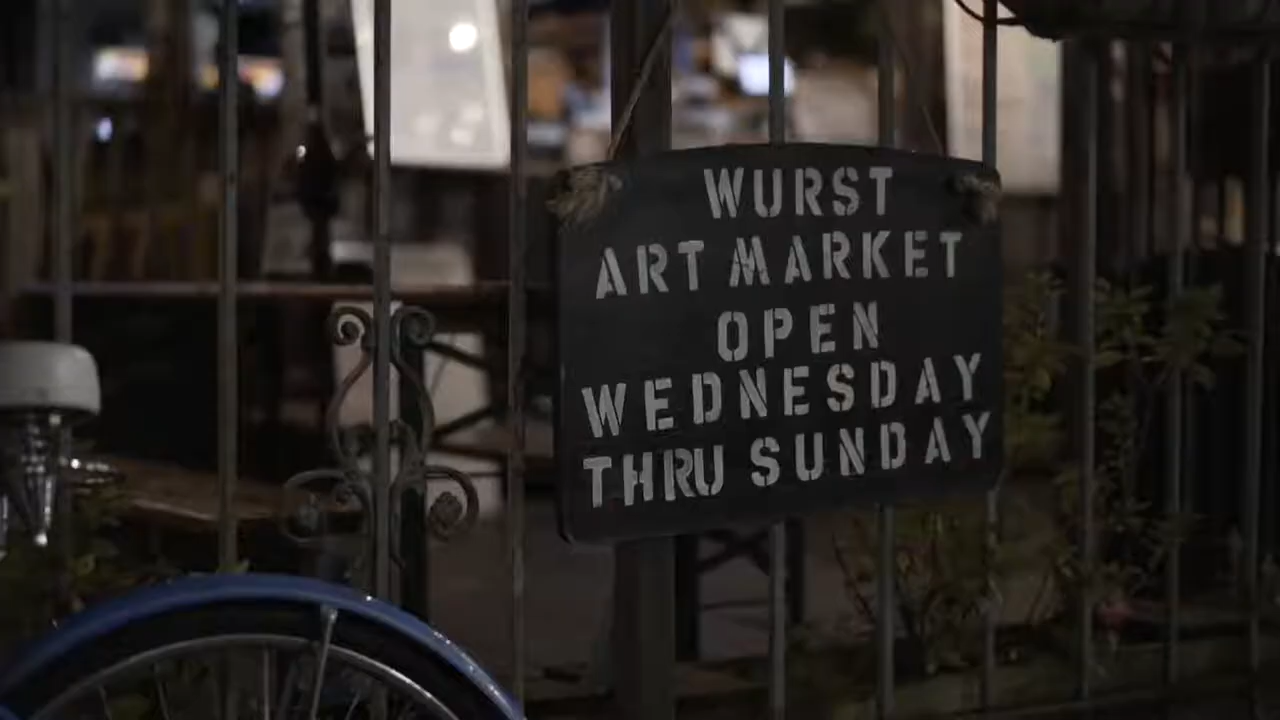 WURST
ART MARKET
OPEN
WEDNESDAY
THRU SUNDAY